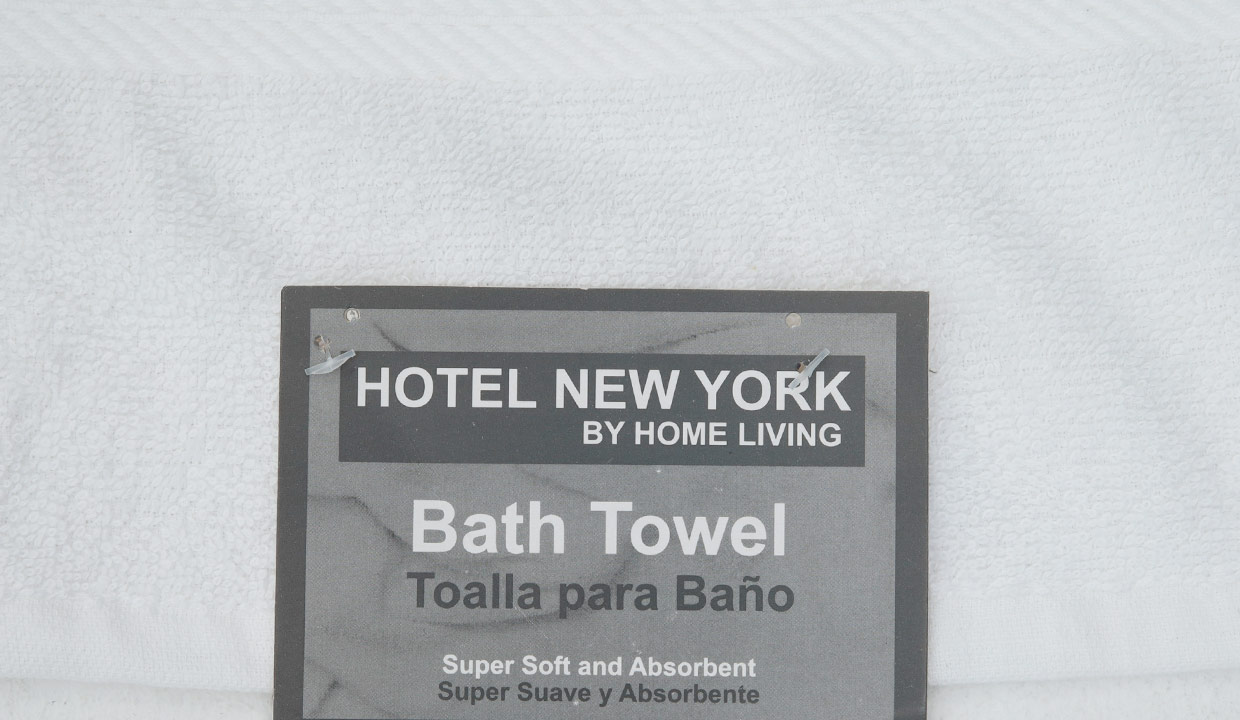 HOTEL NEW YORK
BY HOME LIVING
Bath Towel
Toalla para Baño
Super Soft and Absorbent
Super Suave y Absorbente